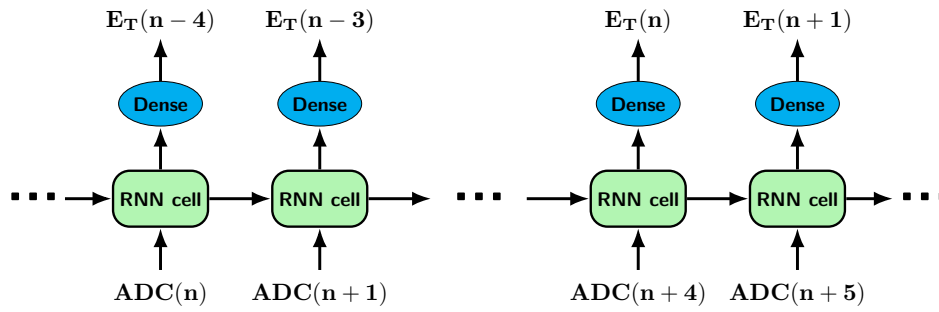 E_T(n − 4) E_T(n − 3) E_T(n) E_T(n + 1)
Dense Dense Dense Dense
... RNN cell RNN cell ... RNN cell RNN cell ...
ADC(n) ADC(n + 1) ADC(n + 4) ADC(n + 5)